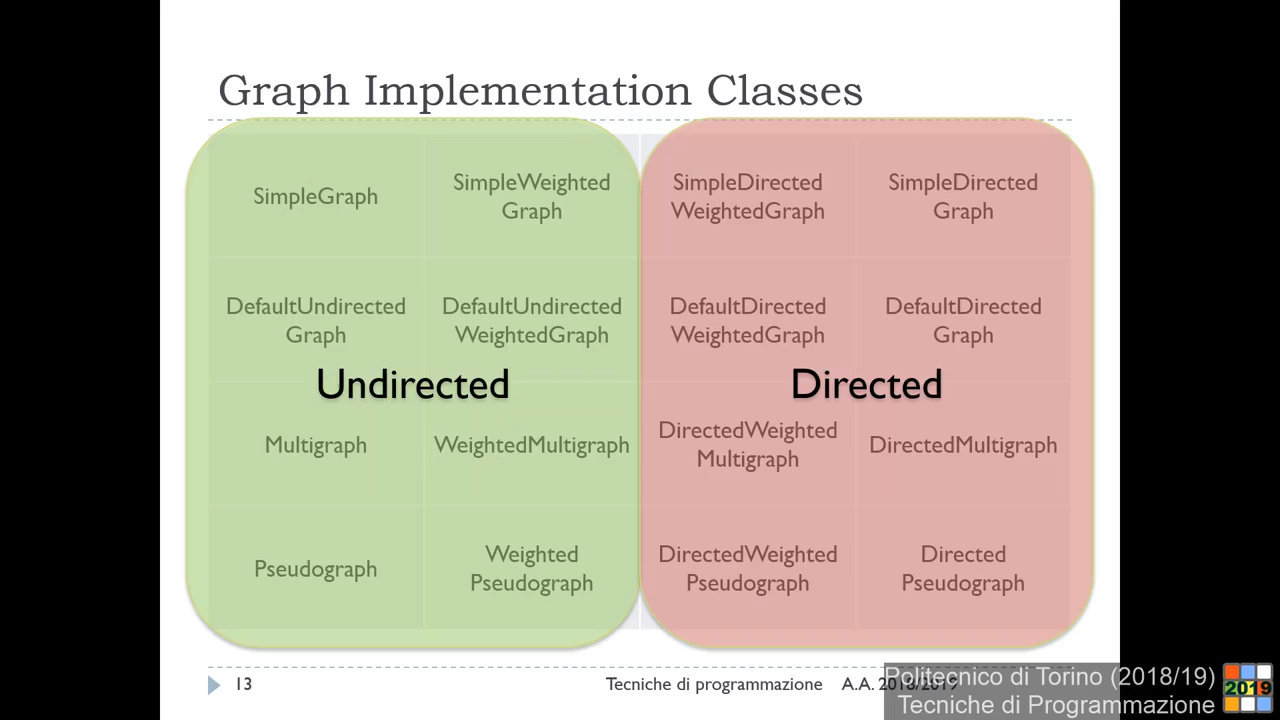 Graph Implementation Classes
SimpleGraph
SimpleWeighted
Graph
SimpleDirected
WeightedGraph
SimpleDirected
Graph
DefaultUndirected
Graph
DefaultUndirected
WeightedGraph
DefaultDirected
WeightedGraph
DefaultDirected
Graph
Undirected
Directed
Multigraph
WeightedMultigraph
DirectedWeighted
Multigraph
DirectedMultigraph
Pseudograph
Weighted
Pseudograph
DirectedWeighted
Pseudograph
Directed
Pseudograph
13
Tecniche di programmazione
A.A. 2018/2019
Politecnico di Torino (2018/19)
Tecniche di Programmazione
2019